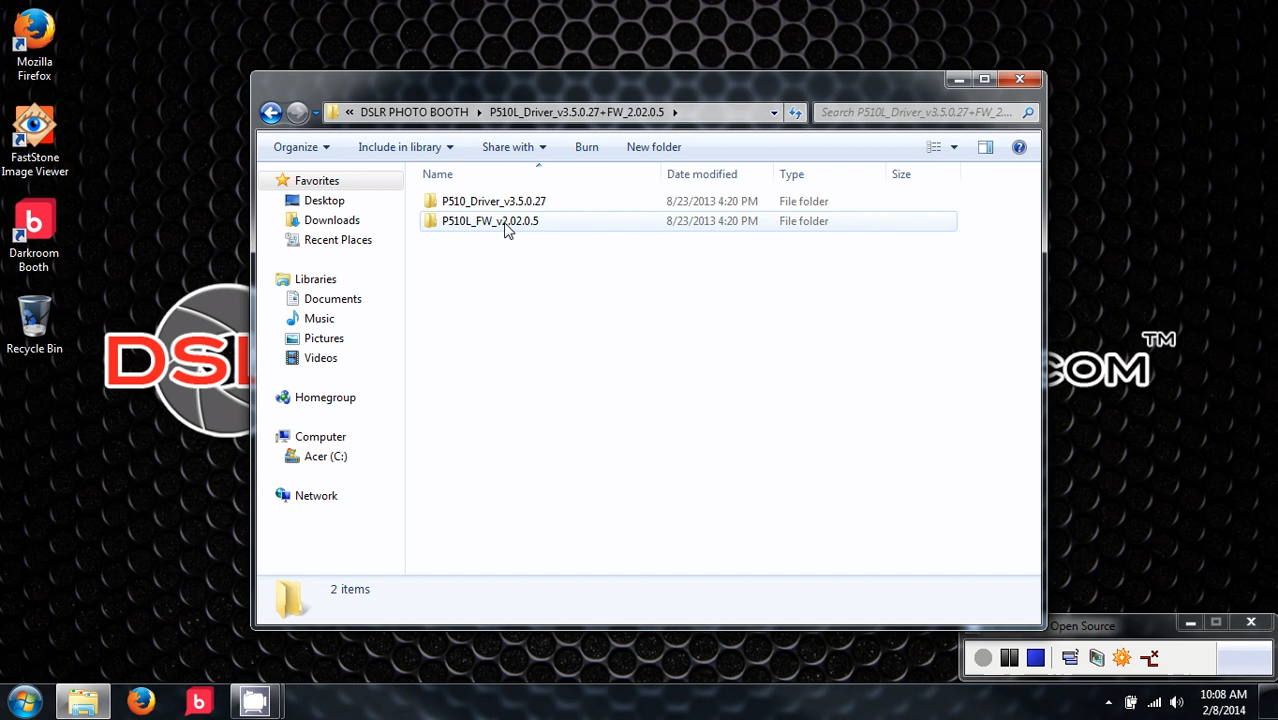 Mozilla
Firefox
FastStone
Image Viewer
Darkroom
Booth
Recycle Bin
« DSLR PHOTO BOOTH P510L_Driver_v3.5.0.27+FW_2.02.0.5
Search P510L_Driver_v3.5.0.27+FW_2....
Organize Include in library Share with Burn New folder
Favorites
Desktop
Downloads
Recent Places
Libraries
Documents
Music
Pictures
Videos
Homegroup
Computer
Acer (C:)
Network
Name Date modified Type Size
P510_Driver_v3.5.0.27 8/23/2013 4:20 PM File folder
P510L_FW_v2.02.0.5 8/23/2013 4:20 PM File folder
2 items
.COM™
Open Source
b
10:08 AM
2/8/2014